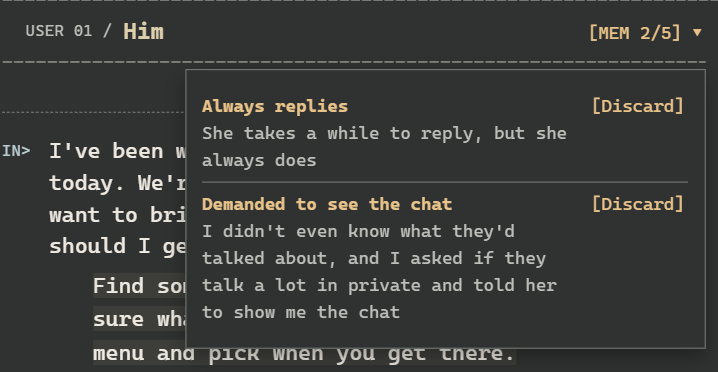 USER 01 / Him
[MEM 2/5] ▼
Always replies [Discard]
She takes a while to reply, but she
always does
Demanded to see the chat [Discard]
I didn't even know what they'd
talked about, and I asked if they
talk a lot in private and told her
to show me the chat
IN> I've been
today. We'r
want to bri
should I ge
Find
sure
menu and pick when you get there.